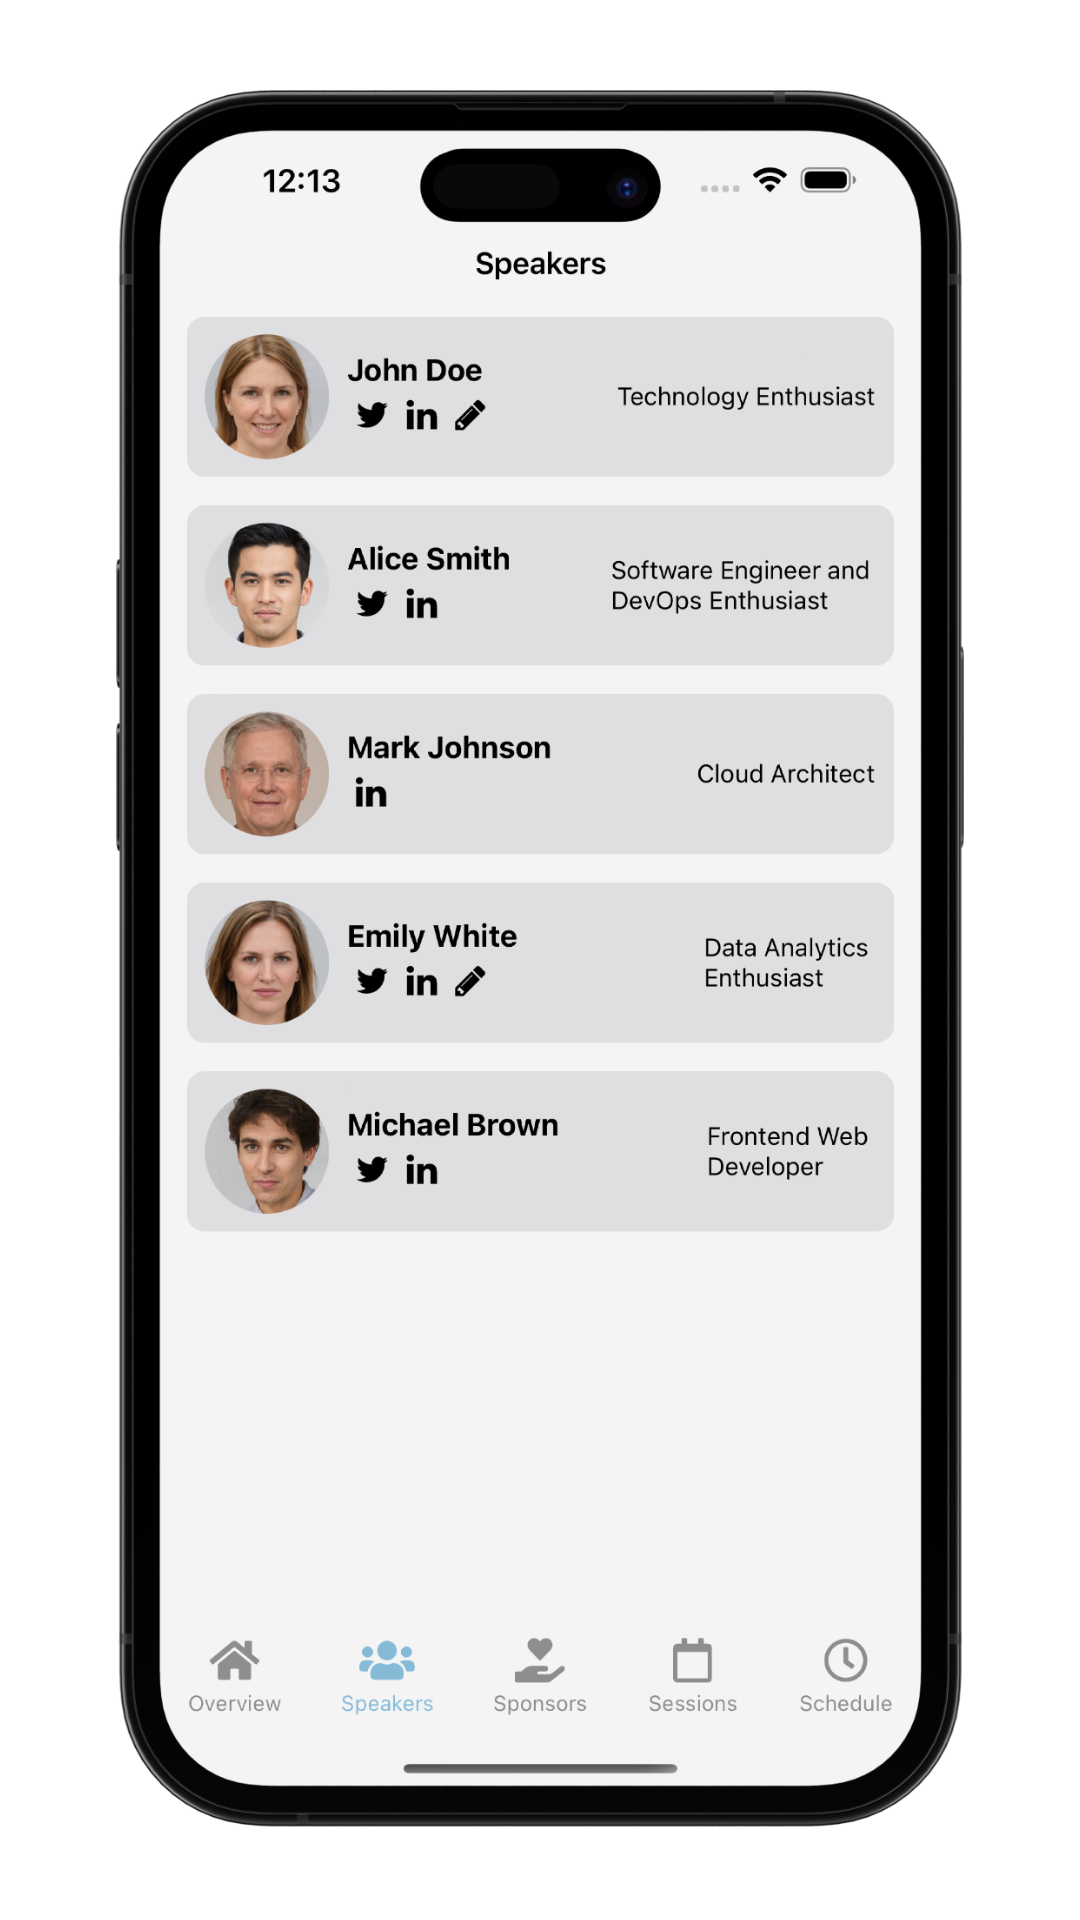 12:13
Speakers
John Doe
in
Technology Enthusiast
Alice Smith
in
Software Engineer and
DevOps Enthusiast
Mark Johnson
in
Cloud Architect
Emily White
in
Data Analytics
Enthusiast
Michael Brown
in
Frontend Web
Developer
Overview
Speakers
Sponsors
Sessions
Schedule